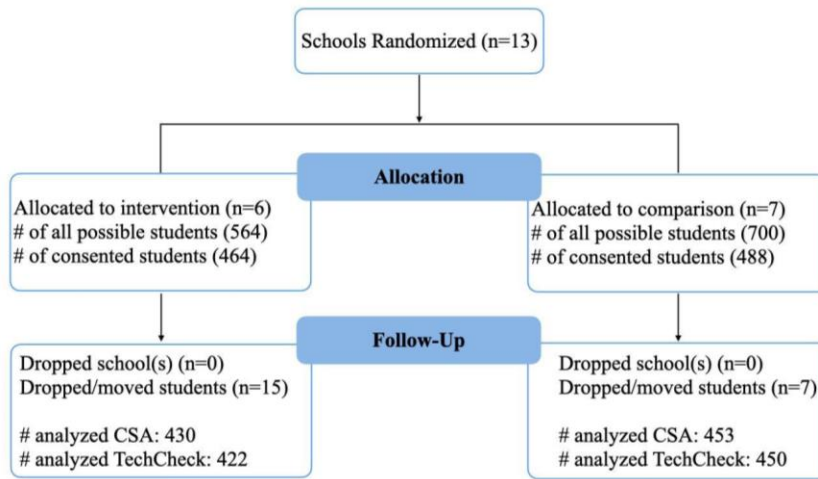 Schools Randomized (n=13)
Allocation
Allocated to intervention (n=6)
# of all possible students (564)
# of consented students (464)
Allocated to comparison (n=7)
# of all possible students (700)
# of consented students (488)
Follow-Up
Dropped school(s) (n=0)
Dropped/moved students (n=15)
# analyzed CSA: 430
# analyzed TechCheck: 422
Dropped school(s) (n=0)
Dropped/moved students (n=7)
# analyzed CSA: 453
# analyzed TechCheck: 450